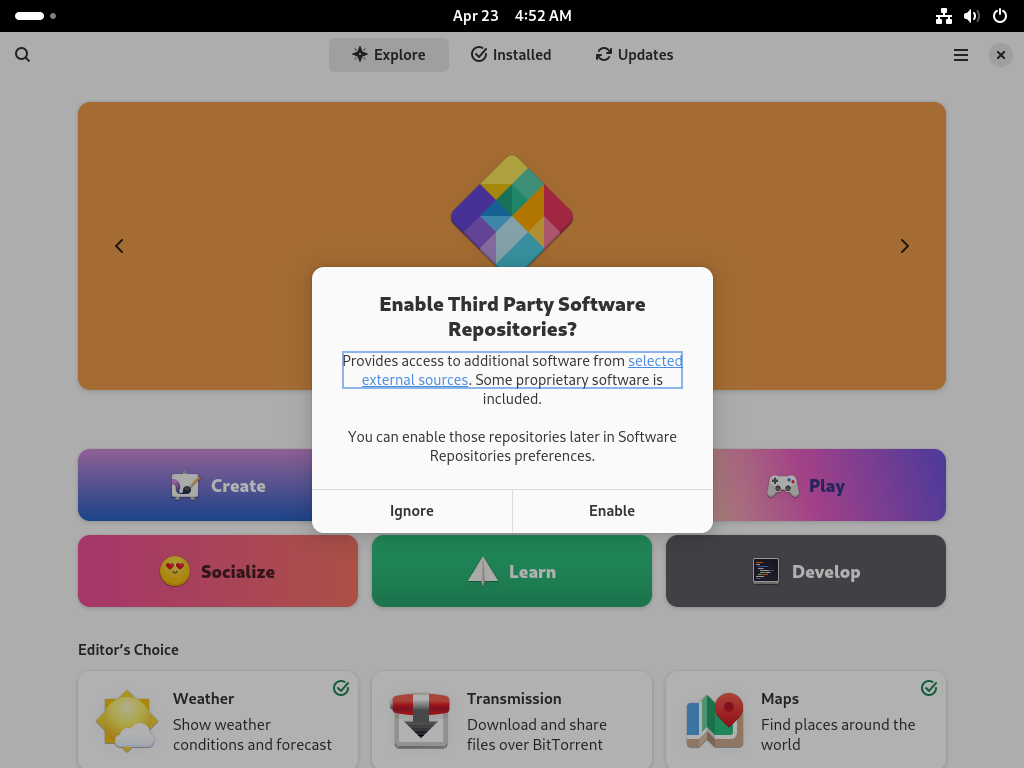 Apr 23 4:52 AM
Explore
Installed
Updates
Enable Third Party Software
Repositories?
Provides access to additional software from selected
external sources. Some proprietary software is
included.
You can enable those repositories later in Software
Repositories preferences.
Ignore
Enable
Create
Play
Socialize
Learn
Develop
Editor’s Choice
Weather
Show weather
conditions and forecast
Transmission
Download and share
files over BitTorrent
Maps
Find places around the
world